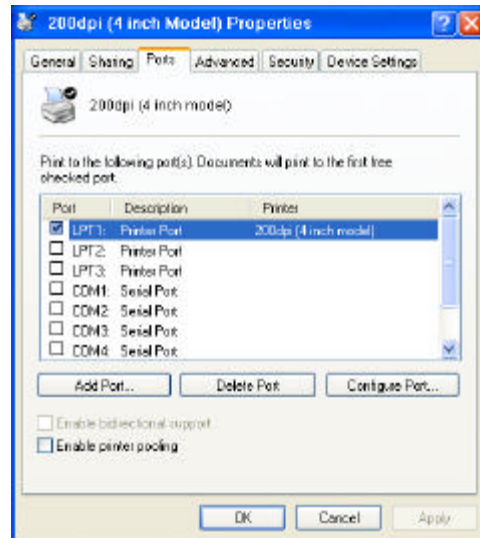 200dpi (4 inch Model) Properties
General Sharing Ports Advanced Security Device Settings
200dpi (4 inch model)
Print to the following port(s). Documents will print to the first free
checked port.
Port Description Printer
LPT1: Printer Port 200dpi (4 inch model)
LPT2: Printer Port
LPT3: Printer Port
COM1: Serial Port
COM2: Serial Port
COM3: Serial Port
COM4: Serial Port
Add Port... Delete Port Configure Port...
Enable bidirectional support
Enable printer pooling
OK Cancel Apply